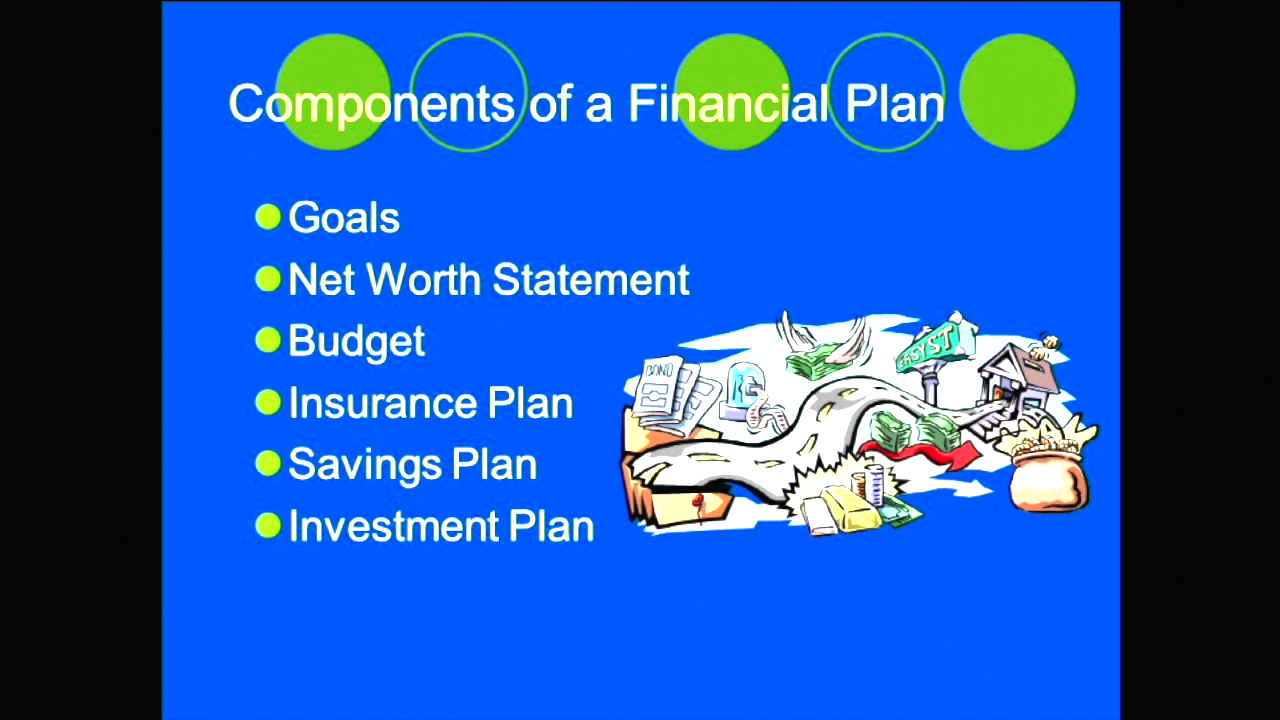 Components of a Financial Plan
Goals
Net Worth Statement
Budget
Insurance Plan
Savings Plan
Investment Plan
BOND
EASY ST